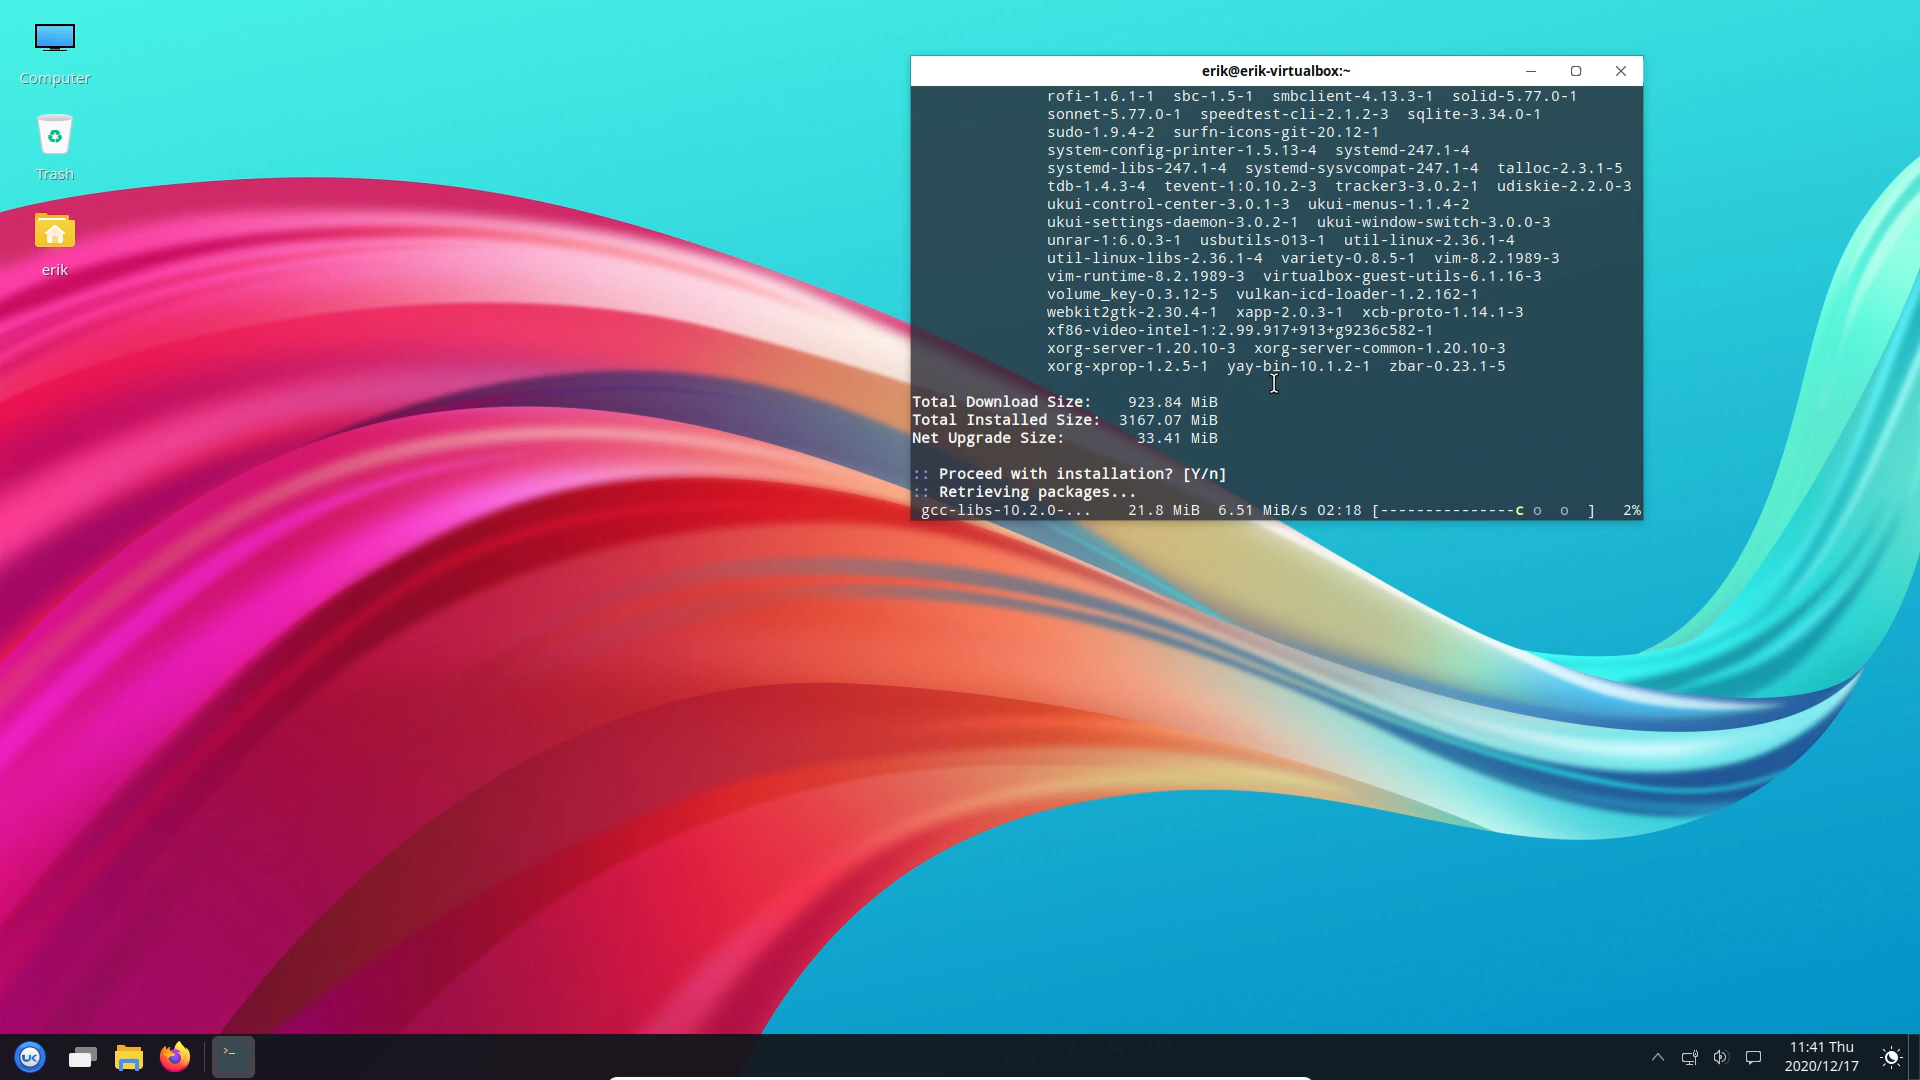 Computer
Trash
erik
erik@erik-virtualbox:~
rofi-1.6.1-1  sbc-1.5-1  smbclient-4.13.3-1  solid-5.77.0-1
sonnet-5.77.0-1  speedtest-cli-2.1.2-3  sqlite-3.34.0-1
sudo-1.9.4-2  surfn-icons-git-20.12-1
system-config-printer-1.5.13-4  systemd-247.1-4
systemd-libs-247.1-4  systemd-sysvcompat-247.1-4  talloc-2.3.1-5
tdb-1.4.3-4  tevent-1:0.10.2-3  tracker3-3.0.2-1  udiskie-2.2.0-3
ukui-control-center-3.0.1-3  ukui-menus-1.1.4-2
ukui-settings-daemon-3.0.2-1  ukui-window-switch-3.0.0-3
unrar-1:6.0.3-1  usbutils-013-1  util-linux-2.36.1-4
util-linux-libs-2.36.1-4  variety-0.8.5-1  vim-8.2.1989-3
vim-runtime-8.2.1989-3  virtualbox-guest-utils-6.1.16-3
volume_key-0.3.12-5  vulkan-icd-loader-1.2.162-1
webkit2gtk-2.30.4-1  xapp-2.0.3-1  xcb-proto-1.14.1-3
xf86-video-intel-1:2.99.917+913+g9236c582-1
xorg-server-1.20.10-3  xorg-server-common-1.20.10-3
xorg-xprop-1.2.5-1  yay-bin-10.1.2-1  zbar-0.23.1-5
Total Download Size:    923.84 MiB
Total Installed Size:  3167.07 MiB
Net Upgrade Size:        33.41 MiB
:: Proceed with installation? [Y/n]
:: Retrieving packages...
gcc-libs-10.2.0-...    21.8 MiB  6.51 MiB/s 02:18 [---------------c o  o  ]   2%
UK
>_
11:41 Thu
2020/12/17